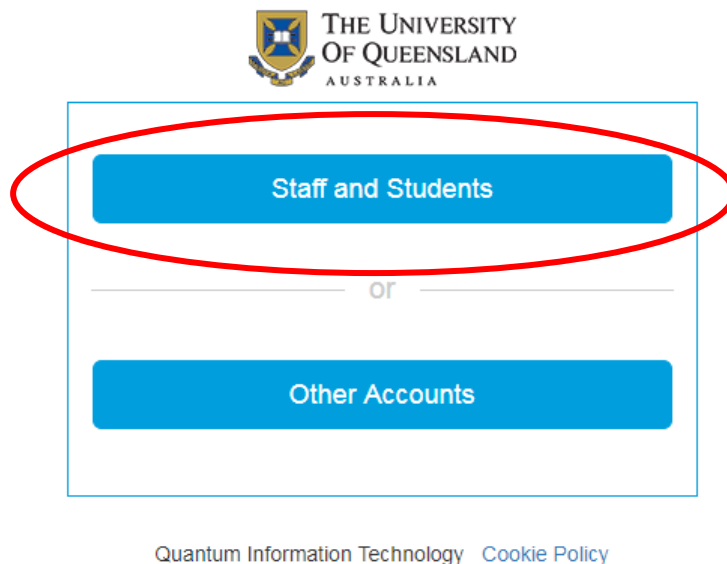 THE UNIVERSITY
OF QUEENSLAND
AUSTRALIA
Staff and Students
or
Other Accounts
Quantum Information Technology Cookie Policy